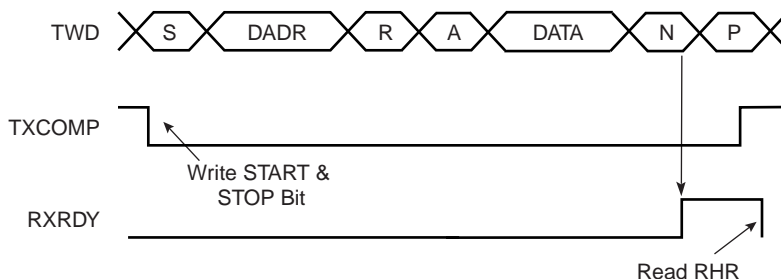 TWD S DADR R A DATA N P
TXCOMP
Write START &
STOP Bit
RXRDY
Read RHR